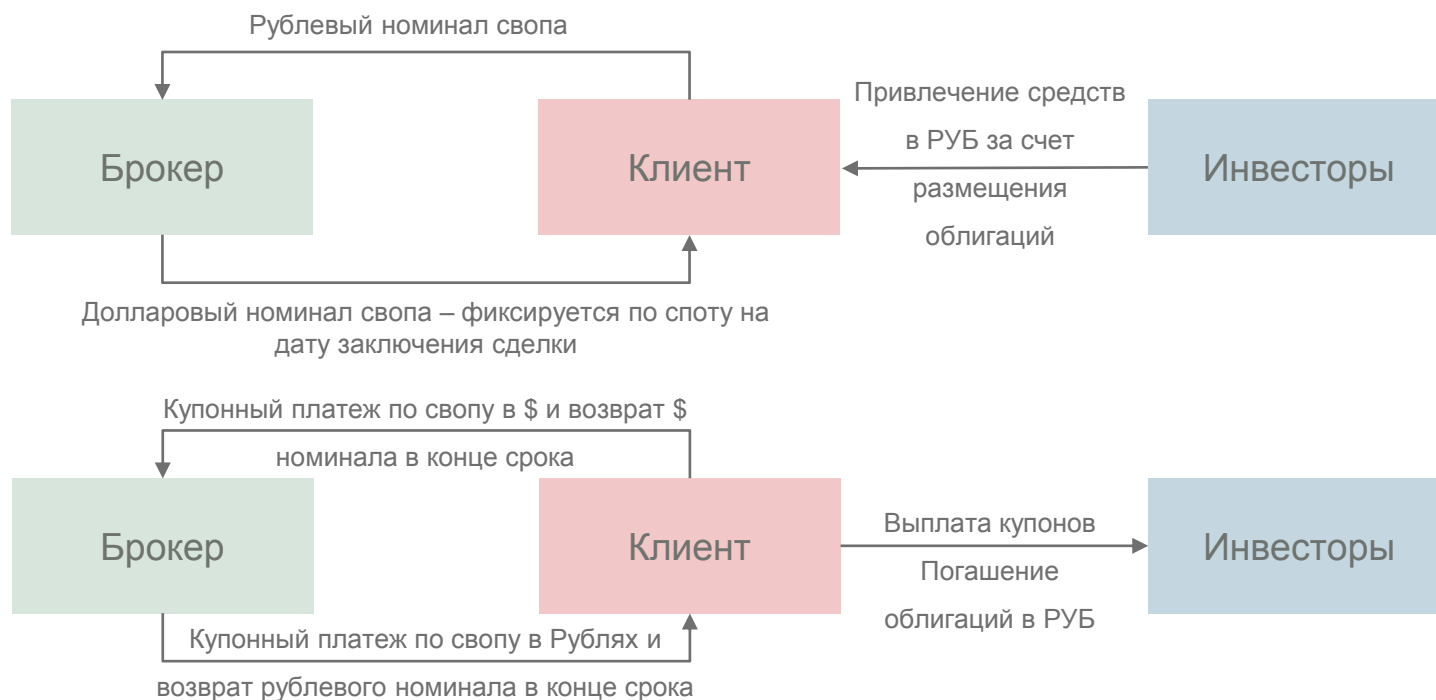 Рублевый номинал свопа
Брокер
Клиент
Привлечение средств
в РУБ за счет
размещения
облигаций
Инвесторы
Долларовый номинал свопа – фиксируется по споту на
дату заключения сделки
Купонный платеж по свопу в $ и возврат $
номинала в конце срока
Брокер
Клиент
Выплата купонов
Погашение
облигаций в РУБ
Инвесторы
Купонный платеж по свопу в Рублях и
возврат рублевого номинала в конце срока